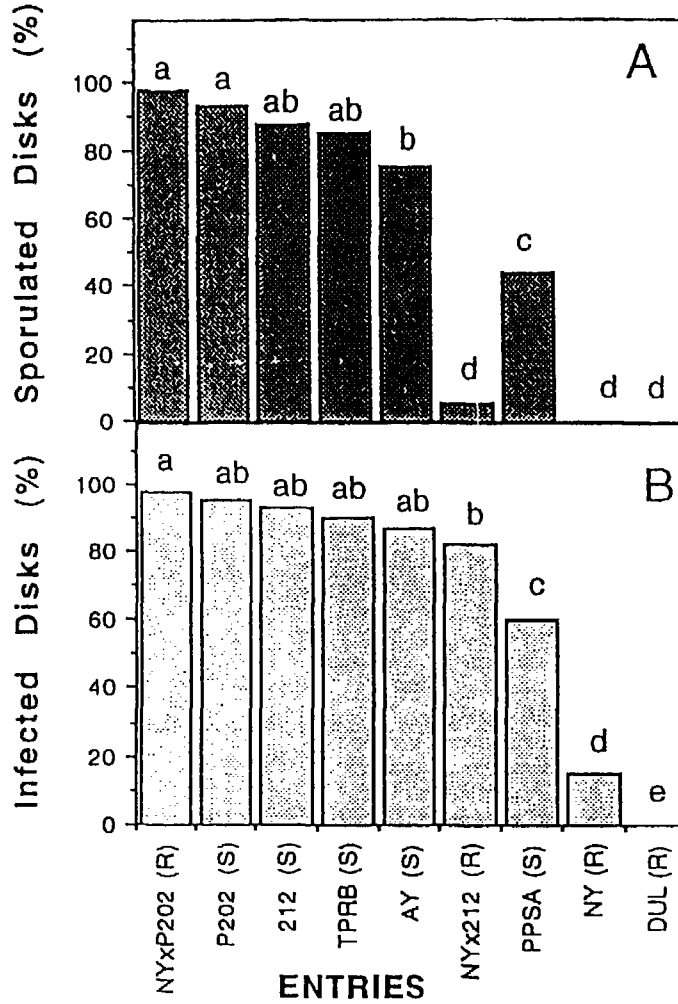 Sporulated Disks (%)
A
100
80
60
40
20
0
a
a
ab
ab
b
d
c
d
d
Infected Disks (%)
B
100
80
60
40
20
0
a
ab
ab
ab
ab
b
c
d
e
NYxP202 (R)
P202 (S)
212 (S)
TPRB (S)
AY (S)
NYx212 (R)
PPSA (S)
NY (R)
DUL (R)
ENTRIES